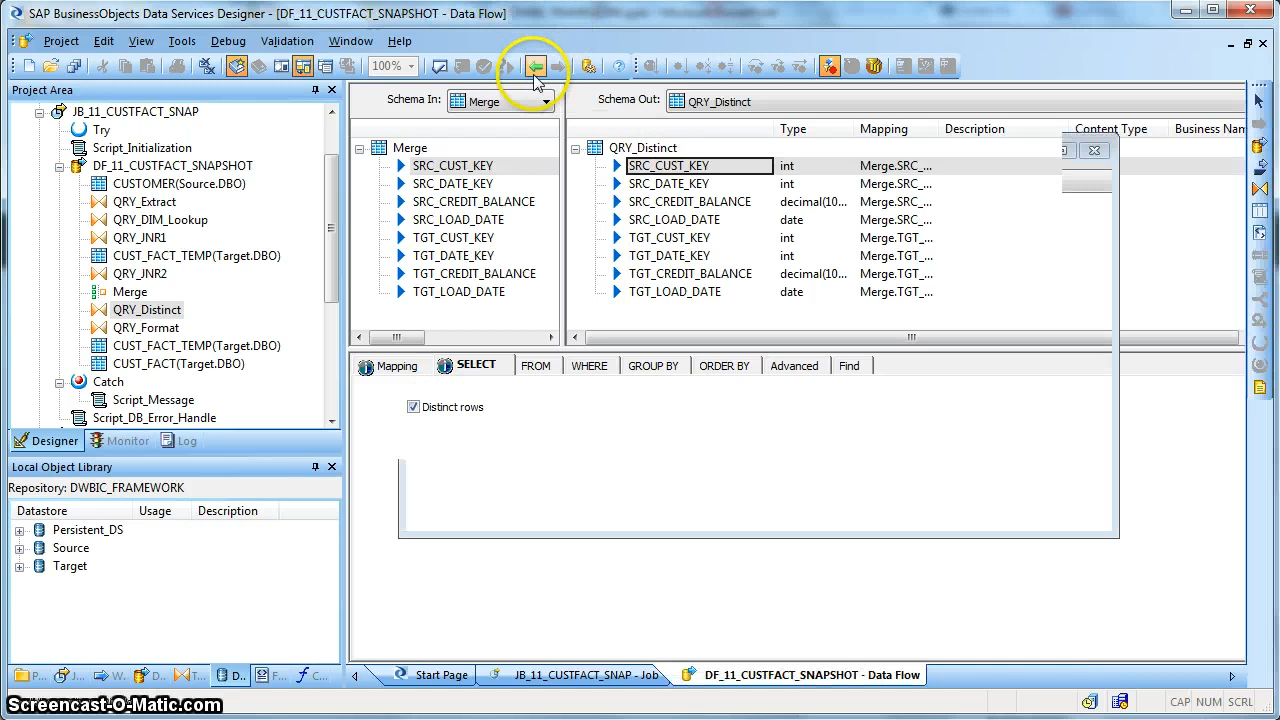 SAP BusinessObjects Data Services Designer - [DF_11_CUSTFACT_SNAPSHOT - Data Flow]
Project Edit View Tools Debug Validation Window Help
100%
Project Area
JB_11_CUSTFACT_SNAP
Try
Script_Initialization
DF_11_CUSTFACT_SNAPSHOT
CUSTOMER(Source.DBO)
QRY_Extract
QRY_DIM_Lookup
QRY_JNR1
CUST_FACT_TEMP(Target.DBO)
QRY_JNR2
Merge
QRY_Distinct
QRY_Format
CUST_FACT_TEMP(Target.DBO)
CUST_FACT(Target.DBO)
Catch
Script_Message
Script_DB_Error_Handle
Designer Monitor Log
Local Object Library
Repository: DWBIC_FRAMEWORK
Datastore Usage Description
Persistent_DS
Source
Target
P... J... W... D... T... D... F... C...
Schema In: Merge
Merge
SRC_CUST_KEY
SRC_DATE_KEY
SRC_CREDIT_BALANCE
SRC_LOAD_DATE
TGT_CUST_KEY
TGT_DATE_KEY
TGT_CREDIT_BALANCE
TGT_LOAD_DATE
Schema Out: QRY_Distinct
Type Mapping Description Content Type Business Nam
QRY_Distinct
SRC_CUST_KEY int Merge.SRC_...
SRC_DATE_KEY int Merge.SRC_...
SRC_CREDIT_BALANCE decimal(10... Merge.SRC_...
SRC_LOAD_DATE date Merge.SRC_...
TGT_CUST_KEY int Merge.TGT_...
TGT_DATE_KEY int Merge.TGT_...
TGT_CREDIT_BALANCE decimal(10... Merge.TGT_...
TGT_LOAD_DATE date Merge.TGT_...
Mapping SELECT FROM WHERE GROUP BY ORDER BY Advanced Find
Distinct rows
Start Page JB_11_CUSTFACT_SNAP - Job DF_11_CUSTFACT_SNAPSHOT - Data Flow
CAP NUM SCRL
Screencast-O-Matic.com